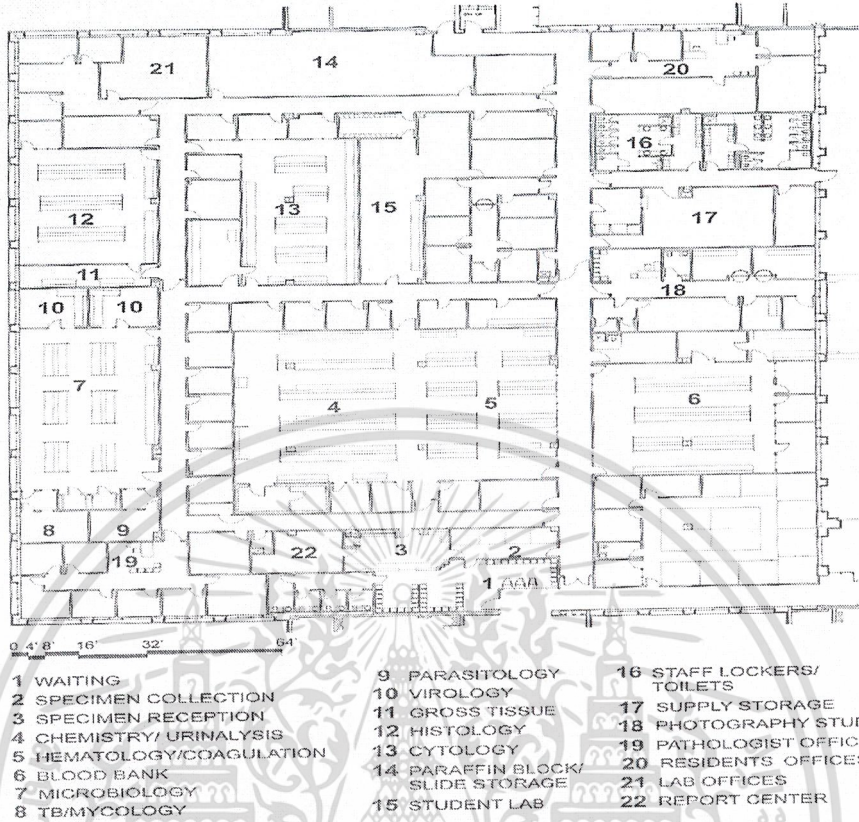 21
14
20
16
12
13
15
17
11
18
10 10
7
4
5
6
8
9
19
22
3
2
1
0 4' 8' 16' 32' 64'
1 WAITING
2 SPECIMEN COLLECTION
3 SPECIMEN RECEPTION
4 CHEMISTRY/ URINALYSIS
5 HEMATOLOGY/COAGULATION
6 BLOOD BANK
7 MICROBIOLOGY
8 TB/MYCOLOGY
9 PARASITOLOGY
10 VIROLOGY
11 GROSS TISSUE
12 HISTOLOGY
13 CYTOLOGY
14 PARAFFIN BLOCK/
SLIDE STORAGE
15 STUDENT LAB
16 STAFF LOCKERS/
TOILETS
17 SUPPLY STORAGE
18 PHOTOGRAPHY STUD
19 PATHOLOGIST OFFIC
20 RESIDENTS OFFICES
21 LAB OFFICES
22 REPORT CENTER